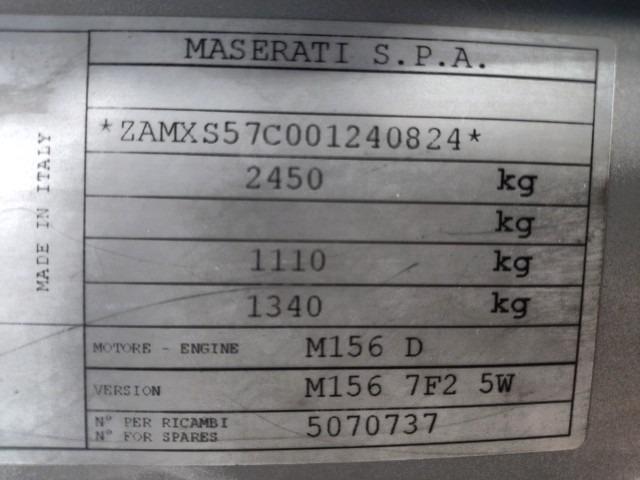 MASERATI S.P.A.
*ZAMXS57C001240824*
2450 kg
kg
1110 kg
1340 kg
MADE IN ITALY
MOTORE - ENGINE M156 D
VERSION M156 7F2 5W
N° PER RICAMBI
N° FOR SPARES 5070737